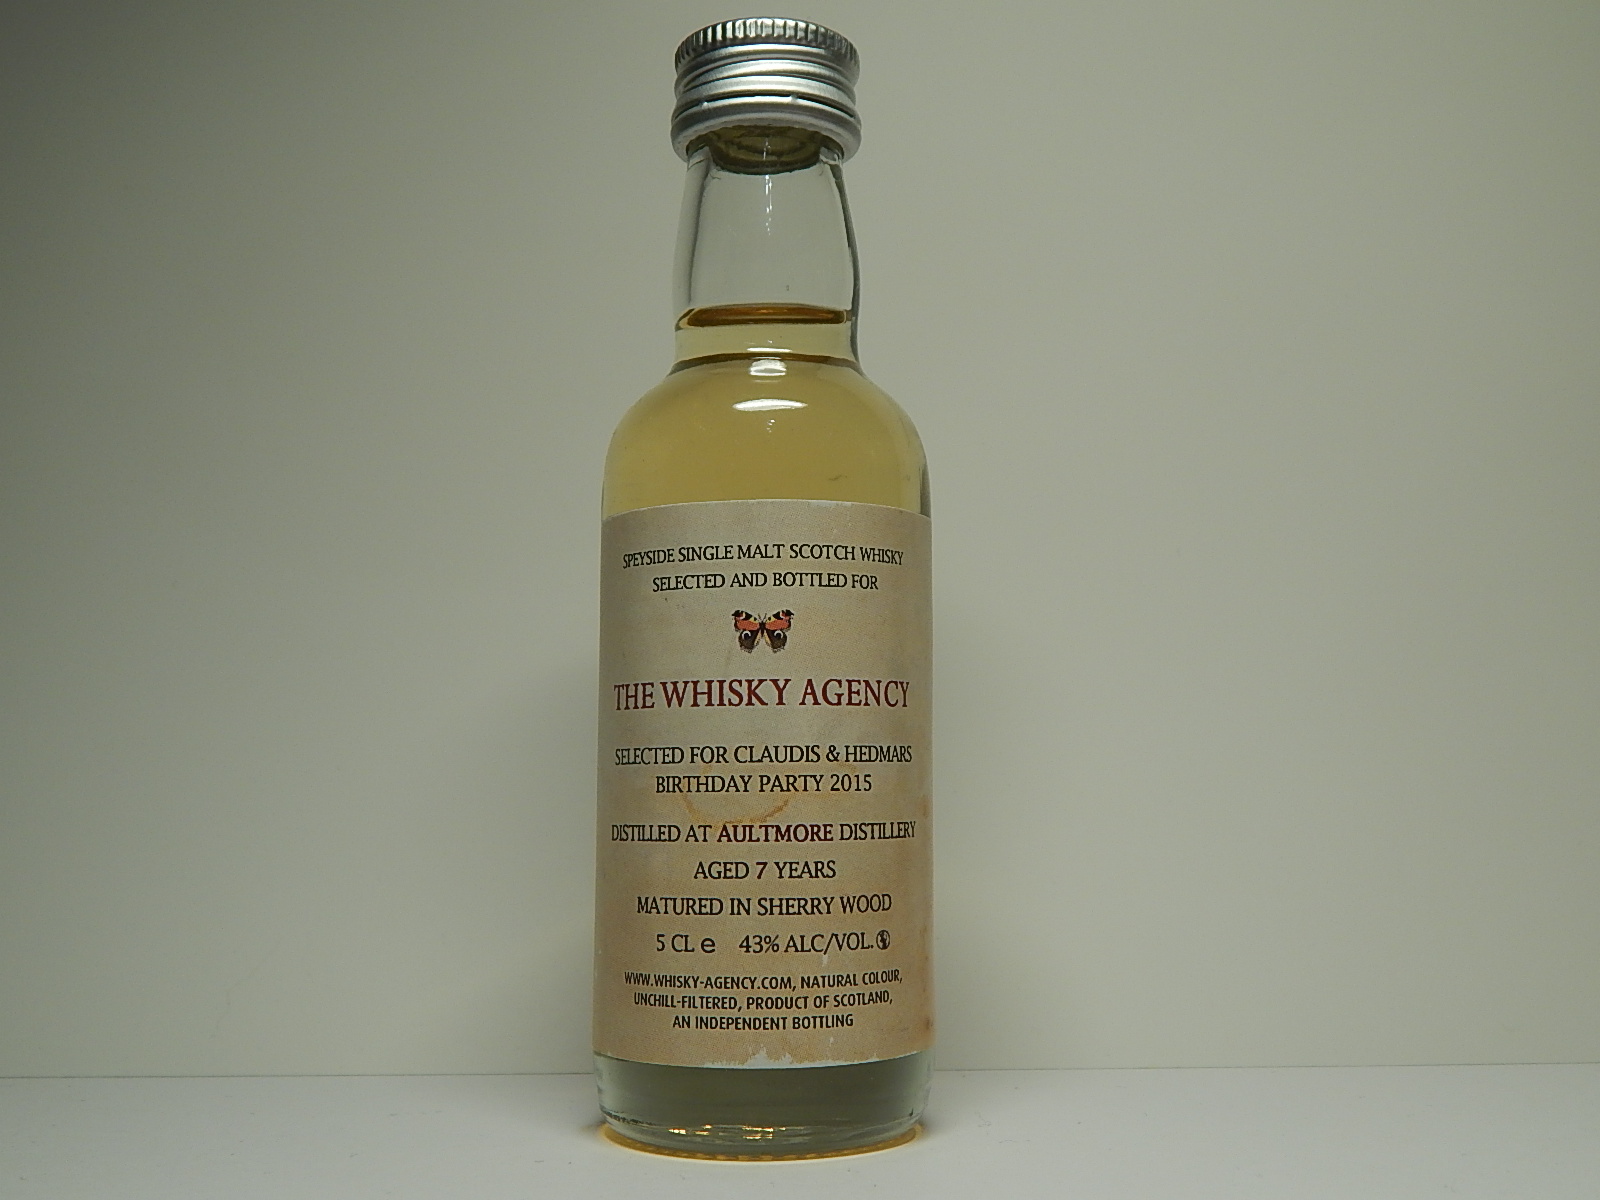 SPEYSIDE SINGLE MALT SCOTCH WHISKY
SELECTED AND BOTTLED FOR
THE WHISKY AGENCY
SELECTED FOR CLAUDIS & HEDMARS
BIRTHDAY PARTY 2015
DISTILLED AT AULTMORE DISTILLERY
AGED 7 YEARS
MATURED IN SHERRY WOOD
5 CL e 43% ALC/VOL.
WWW.WHISKY-AGENCY.COM, NATURAL COLOUR,
UNCHILL-FILTERED, PRODUCT OF SCOTLAND,
AN INDEPENDENT BOTTLING